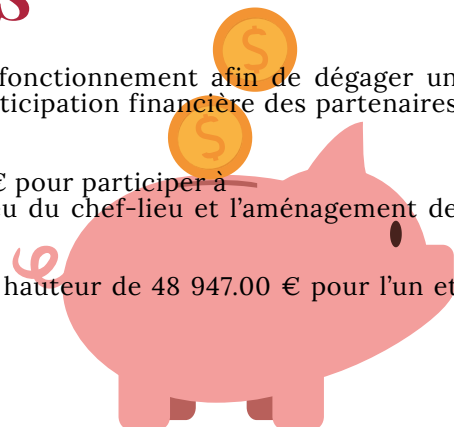 S
fonctionnement afin de dégager un
ticipation financière des partenaires
$
$
€ pour participer à
u du chef-lieu et l'aménagement de
hauteur de 48 947.00 € pour l'un et